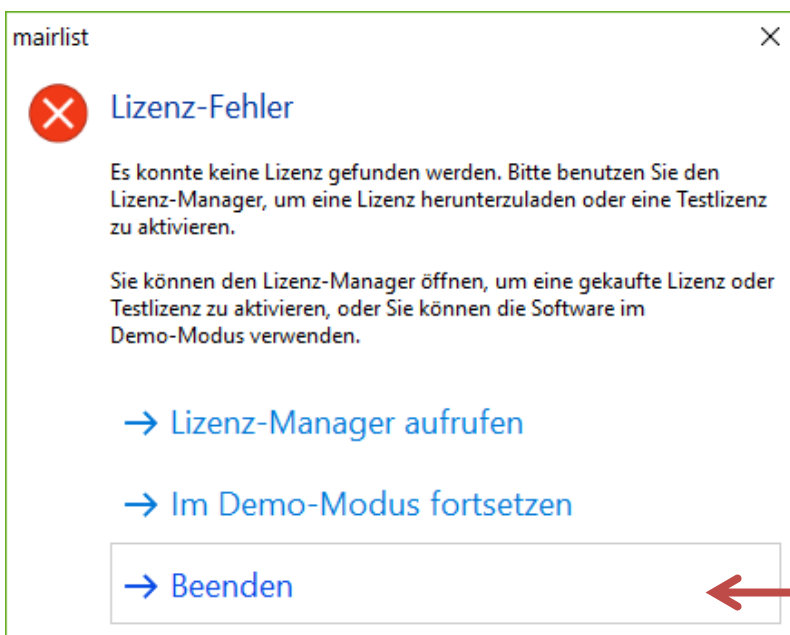 mairlist
Lizenz-Fehler
Es konnte keine Lizenz gefunden werden. Bitte benutzen Sie den
Lizenz-Manager, um eine Lizenz herunterzuladen oder eine Testlizenz
zu aktivieren.
Sie können den Lizenz-Manager öffnen, um eine gekaufte Lizenz oder
Testlizenz zu aktivieren, oder Sie können die Software im
Demo-Modus verwenden.
→ Lizenz-Manager aufrufen
→ Im Demo-Modus fortsetzen
→ Beenden